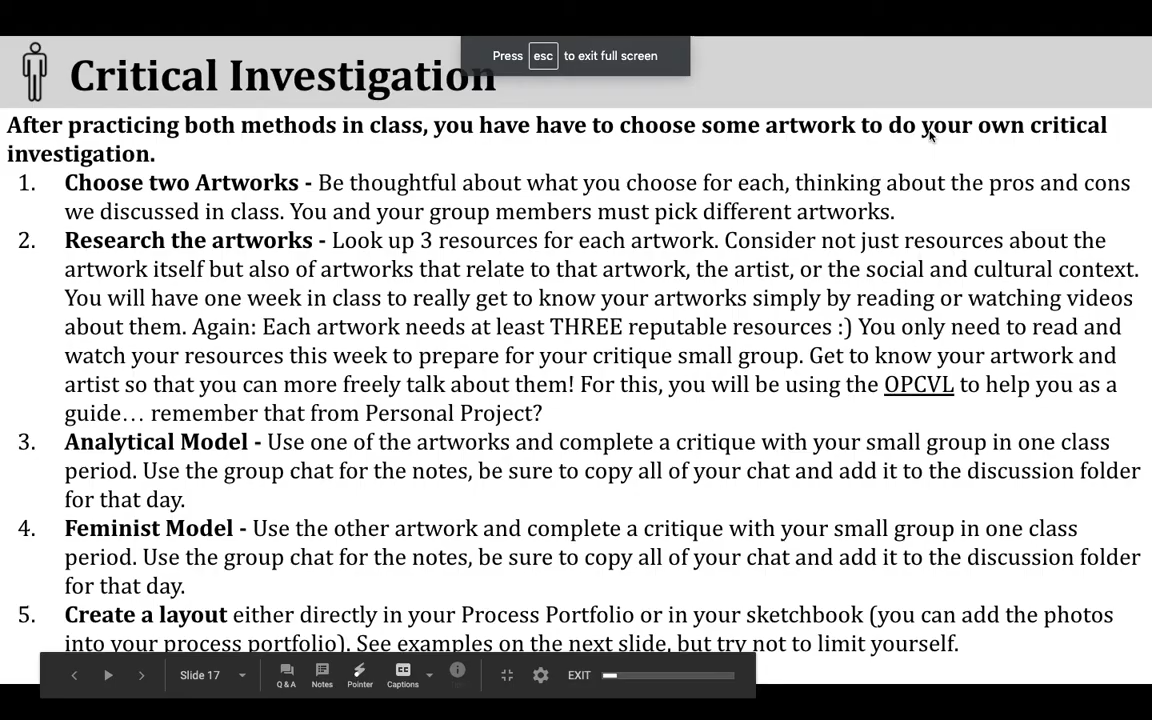 Press esc to exit full screen
Critical Investigation
After practicing both methods in class, you have have to choose some artwork to do your own critical
investigation.
1. Choose two Artworks - Be thoughtful about what you choose for each, thinking about the pros and cons
we discussed in class. You and your group members must pick different artworks.
2. Research the artworks - Look up 3 resources for each artwork. Consider not just resources about the
artwork itself but also of artworks that relate to that artwork, the artist, or the social and cultural context.
You will have one week in class to really get to know your artworks simply by reading or watching videos
about them. Again: Each artwork needs at least THREE reputable resources :) You only need to read and
watch your resources this week to prepare for your critique small group. Get to know your artwork and
artist so that you can more freely talk about them! For this, you will be using the OPCVL to help you as a
guide… remember that from Personal Project?
3. Analytical Model - Use one of the artworks and complete a critique with your small group in one class
period. Use the group chat for the notes, be sure to copy all of your chat and add it to the discussion folder
for that day.
4. Feminist Model - Use the other artwork and complete a critique with your small group in one class
period. Use the group chat for the notes, be sure to copy all of your chat and add it to the discussion folder
for that day.
5. Create a layout either directly in your Process Portfolio or in your sketchbook (you can add the photos
into your process portfolio). See examples on the next slide, but try not to limit yourself.
Slide 17 Q & A Notes Pointer Captions EXIT